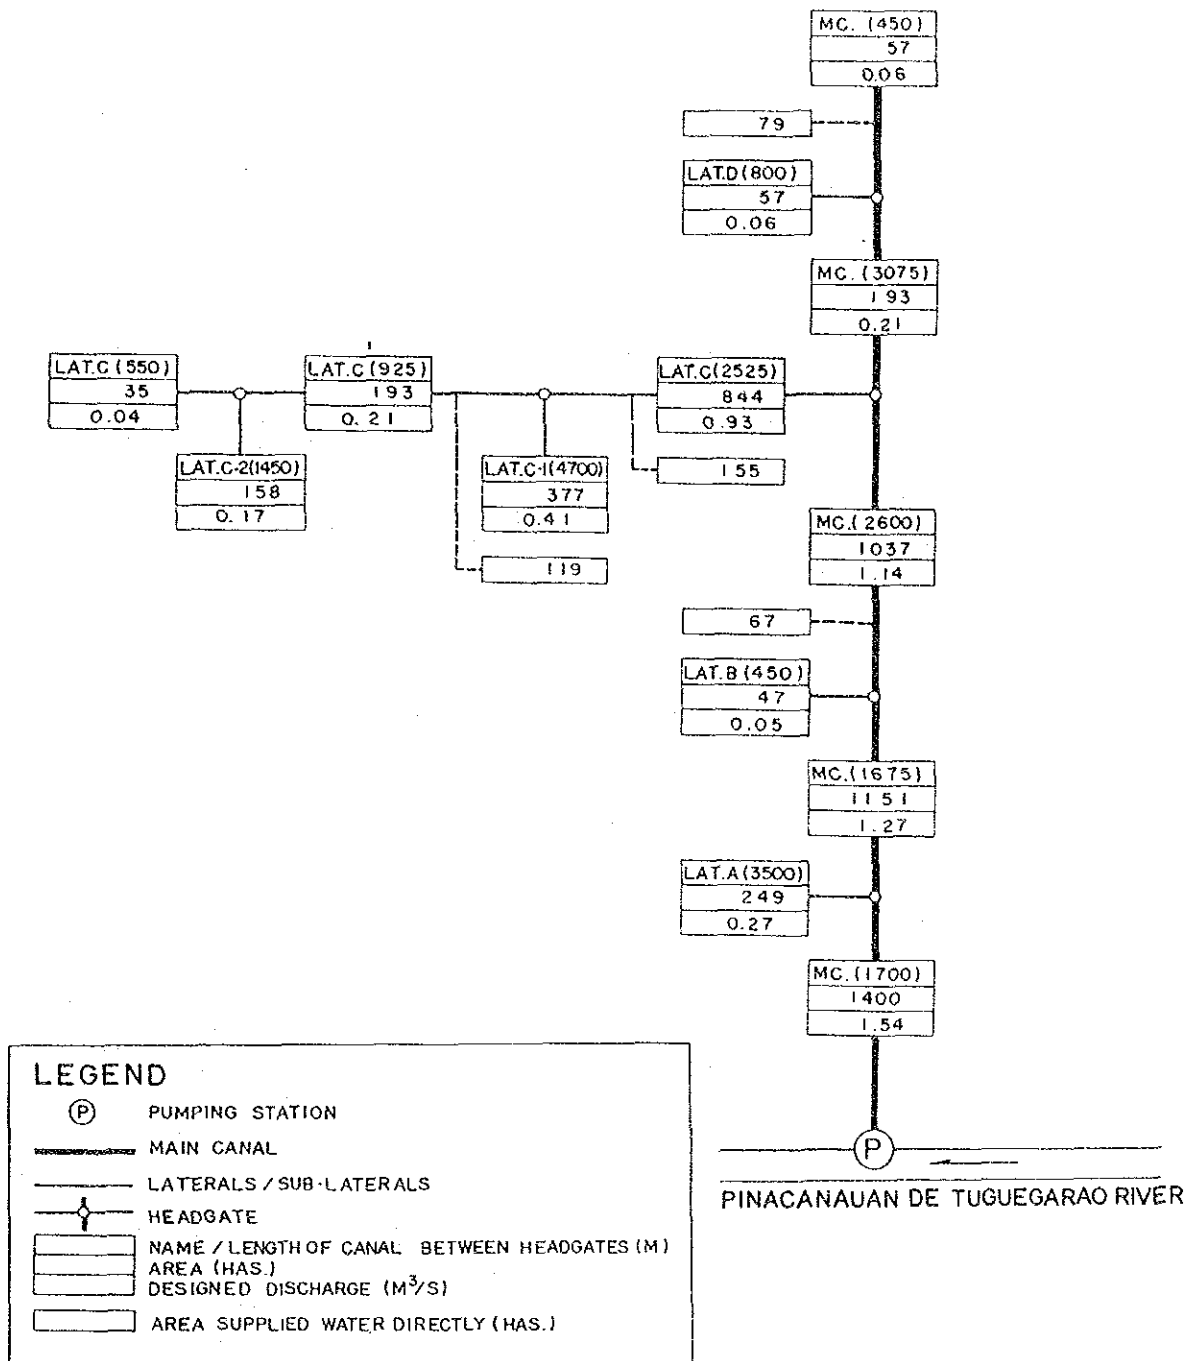 MC. (450)
57
0.06
79
LAT.D(800)
57
0.06
MC. (3075)
193
0.21
LAT.C(550)
35
0.04
LAT.C(925)
193
0.21
LAT.C(2525)
844
0.93
LAT.C-2(1450)
158
0.17
LAT.C-1(4700)
377
0.41
155
119
MC.(2600)
1037
1.14
67
LAT.B(450)
47
0.05
MC.(1675)
1151
1.27
LAT.A(3500)
249
0.27
MC.(1700)
1400
1.54
P
PINACANAUAN DE TUGUEGARAO RIVER
LEGEND
P PUMPING STATION
MAIN CANAL
LATERALS / SUB-LATERALS
HEADGATE
NAME / LENGTH OF CANAL BETWEEN HEADGATES (M)
AREA (HAS.)
DESIGNED DISCHARGE (M³/S)
AREA SUPPLIED WATER DIRECTLY (HAS.)